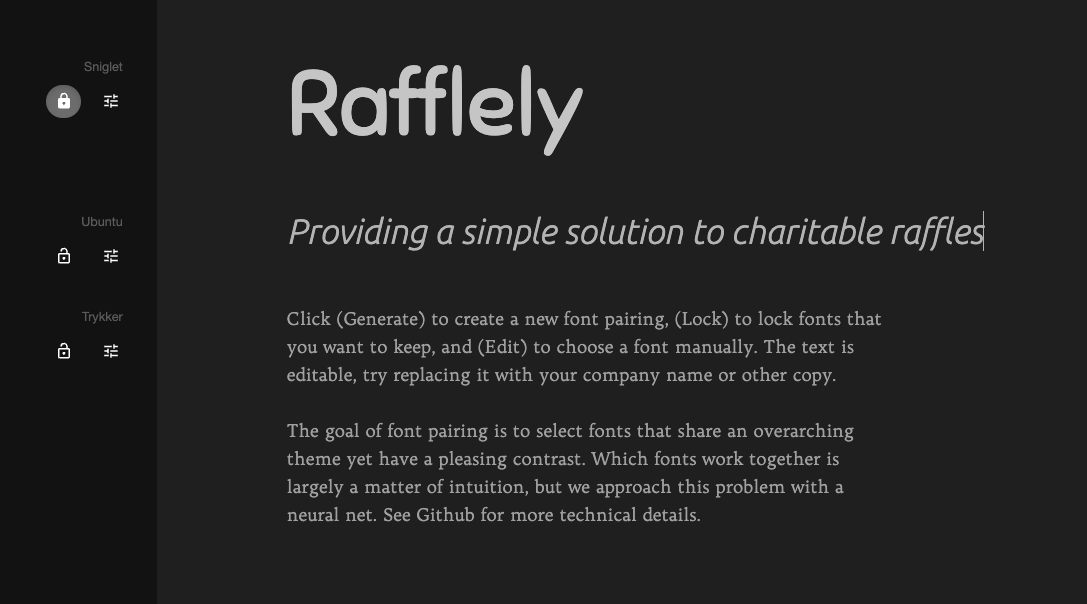 Sniglet
Rafflely
Ubuntu
Providing a simple solution to charitable raffles
Trykker
Click (Generate) to create a new font pairing, (Lock) to lock fonts that
you want to keep, and (Edit) to choose a font manually. The text is
editable, try replacing it with your company name or other copy.
The goal of font pairing is to select fonts that share an overarching
theme yet have a pleasing contrast. Which fonts work together is
largely a matter of intuition, but we approach this problem with a
neural net. See Github for more technical details.